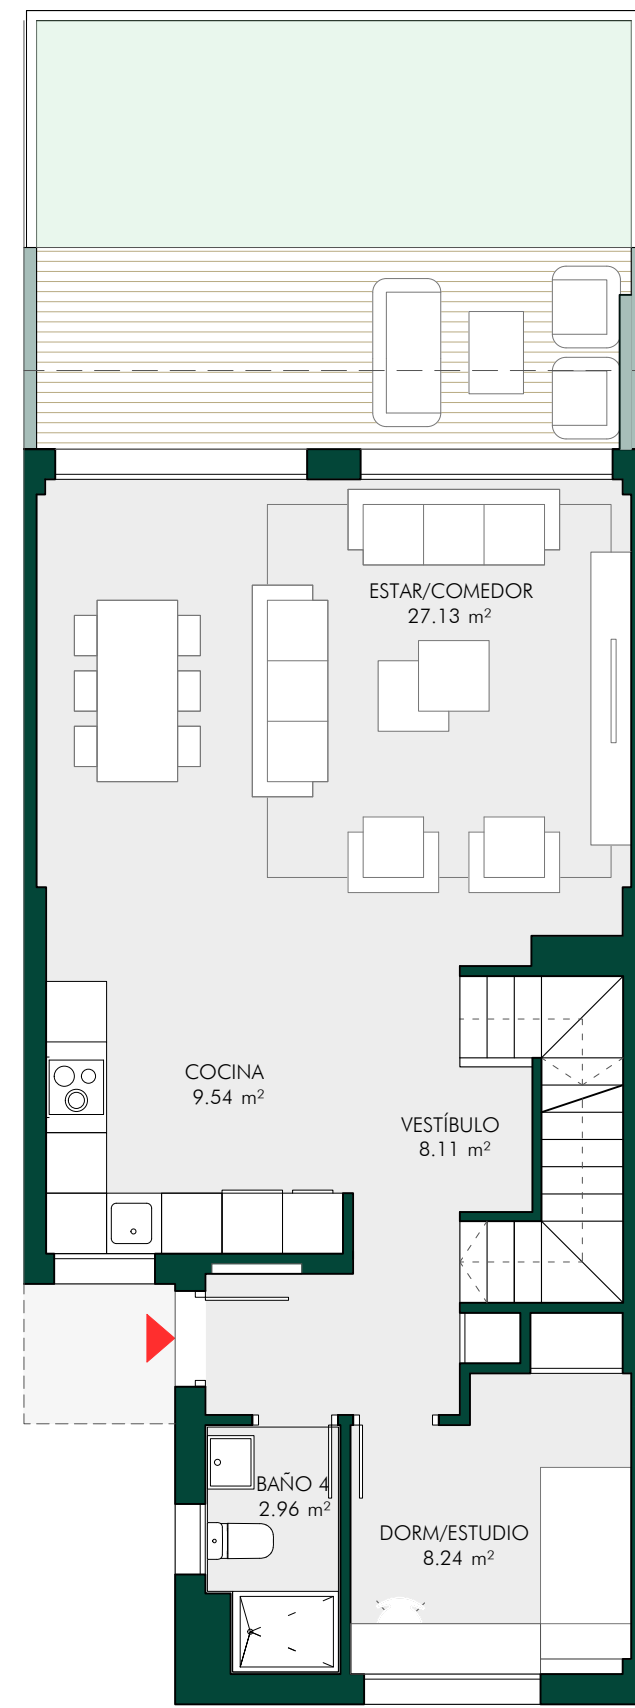 ESTAR/COMEDOR
27.13 m²
COCINA
9.54 m²
VESTÍBULO
8.11 m²
BAÑO 4
2.96 m²
DORM/ESTUDIO
8.24 m²